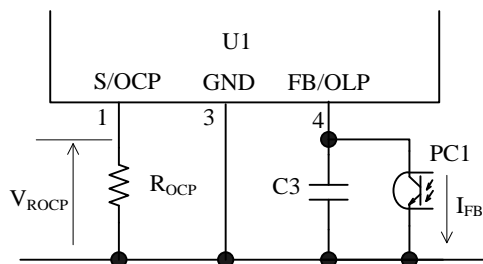 U1
S/OCP GND FB/OLP
1 3 4
PC1
VROCP
ROCP
C3
IFB